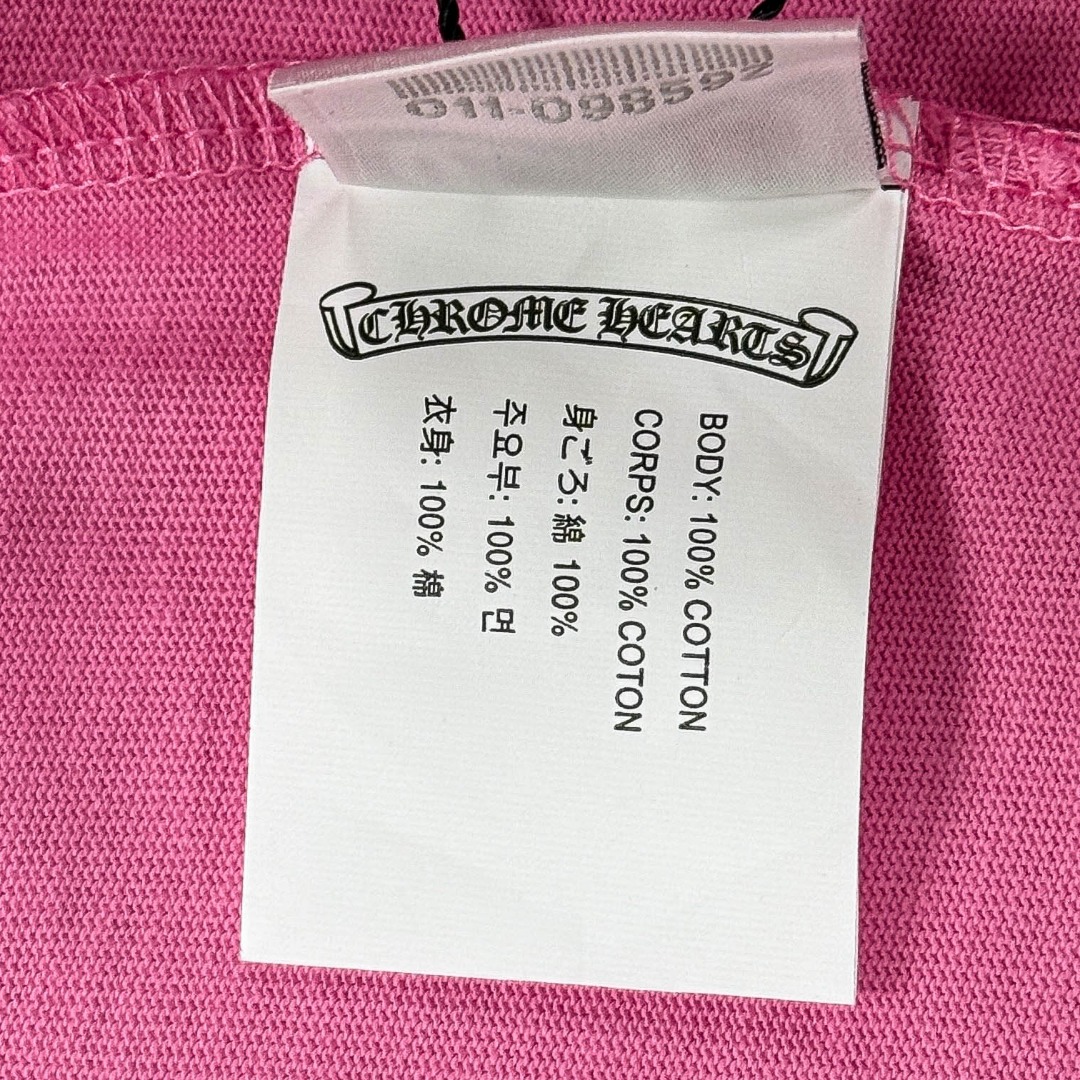 011-098592
CHROME HEARTS
BODY: 100% COTTON
CORPS: 100% COTON
身ごろ: 綿 100%
주요부: 100% 면
衣身: 100% 棉